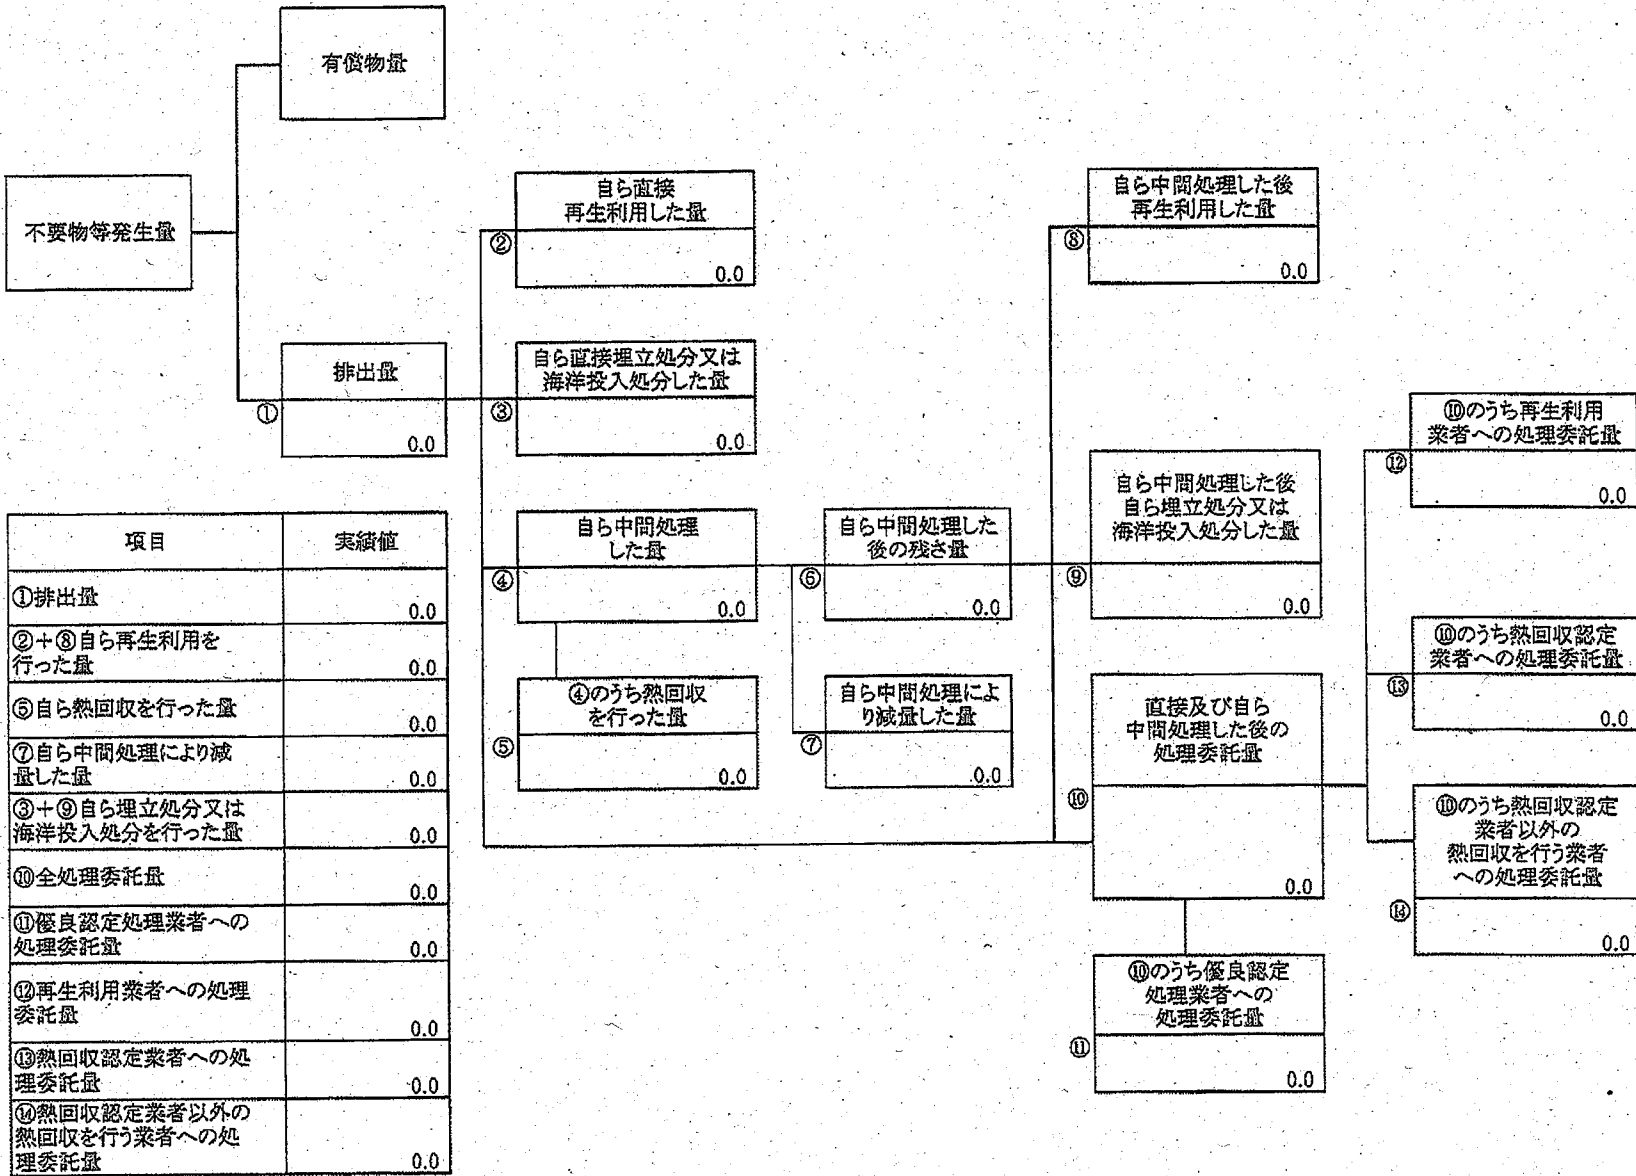 有償物量
不要物等発生量
排出量
①
0.0
自ら直接
再生利用した量
②
0.0
自ら直接埋立処分又は
海洋投入処分した量
③
0.0
自ら中間処理
した量
④
0.0
④のうち熱回収
を行った量
⑤
0.0
自ら中間処理した
後の残さ量
⑥
0.0
自ら中間処理によ
り減量した量
⑦
0.0
自ら中間処理した後
再生利用した量
⑧
0.0
自ら中間処理した後
自ら埋立処分又は
海洋投入処分した量
⑨
0.0
直接及び自ら
中間処理した後の
処理委託量
⑩
0.0
⑩のうち優良認定
処理業者への
処理委託量
⑪
0.0
⑩のうち再生利用
業者への処理委託量
⑫
0.0
⑩のうち熱回収認定
業者への処理委託量
⑬
0.0
⑩のうち熱回収認定
業者以外の
熱回収を行う業者
への処理委託量
⑭
0.0
項目 実績値
①排出量 0.0
②+⑧自ら再生利用を
行った量 0.0
⑤自ら熱回収を行った量 0.0
⑦自ら中間処理により減
量した量 0.0
③+⑨自ら埋立処分又は
海洋投入処分を行った量 0.0
⑩全処理委託量 0.0
⑪優良認定処理業者への
処理委託量 0.0
⑫再生利用業者への処理
委託量 0.0
⑬熱回収認定業者への処
理委託量 0.0
⑭熱回収認定業者以外の
熱回収を行う業者への処
理委託量 0.0